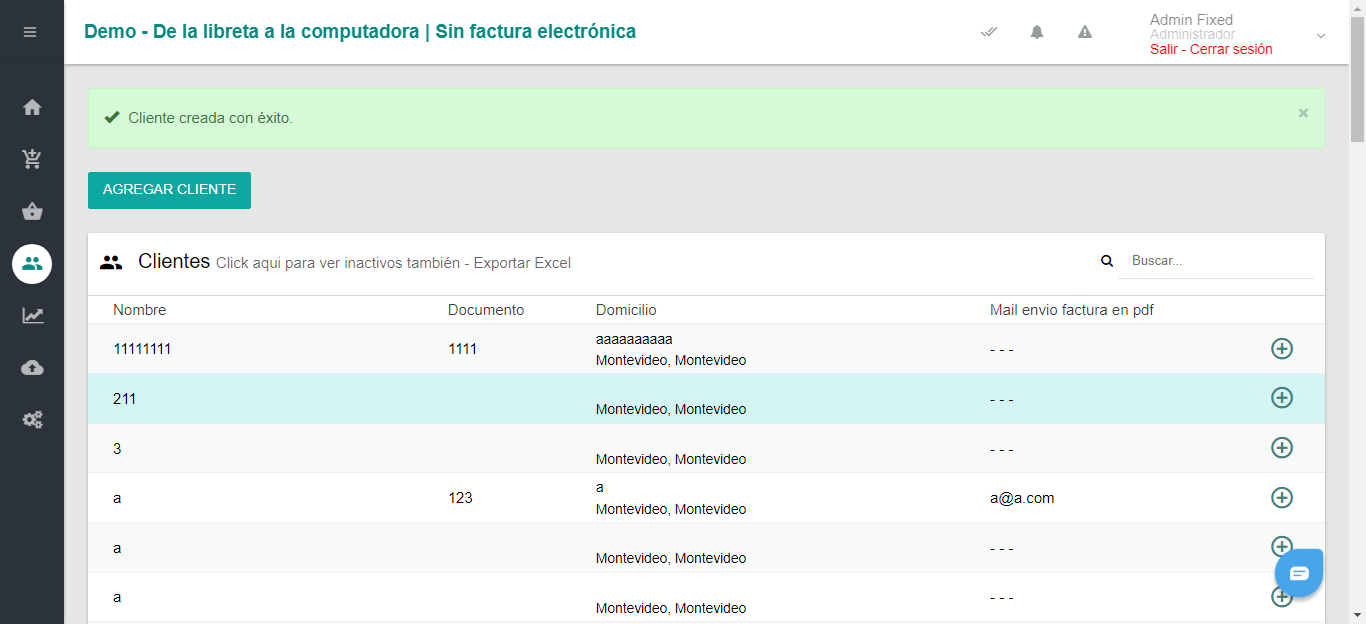 Demo - De la libreta a la computadora | Sin factura electrónica
Admin Fixed
Administrador
Salir - Cerrar sesión
Cliente creada con éxito.
×
AGREGAR CLIENTE
Clientes Click aqui para ver inactivos también - Exportar Excel
Buscar...
Nombre Documento Domicilio Mail envio factura en pdf
11111111 1111 aaaaaaaaaa - - -
Montevideo, Montevideo
211 - - -
Montevideo, Montevideo
3 - - -
Montevideo, Montevideo
a 123 a a@a.com
Montevideo, Montevideo
a - - -
Montevideo, Montevideo
a - - -
Montevideo, Montevideo